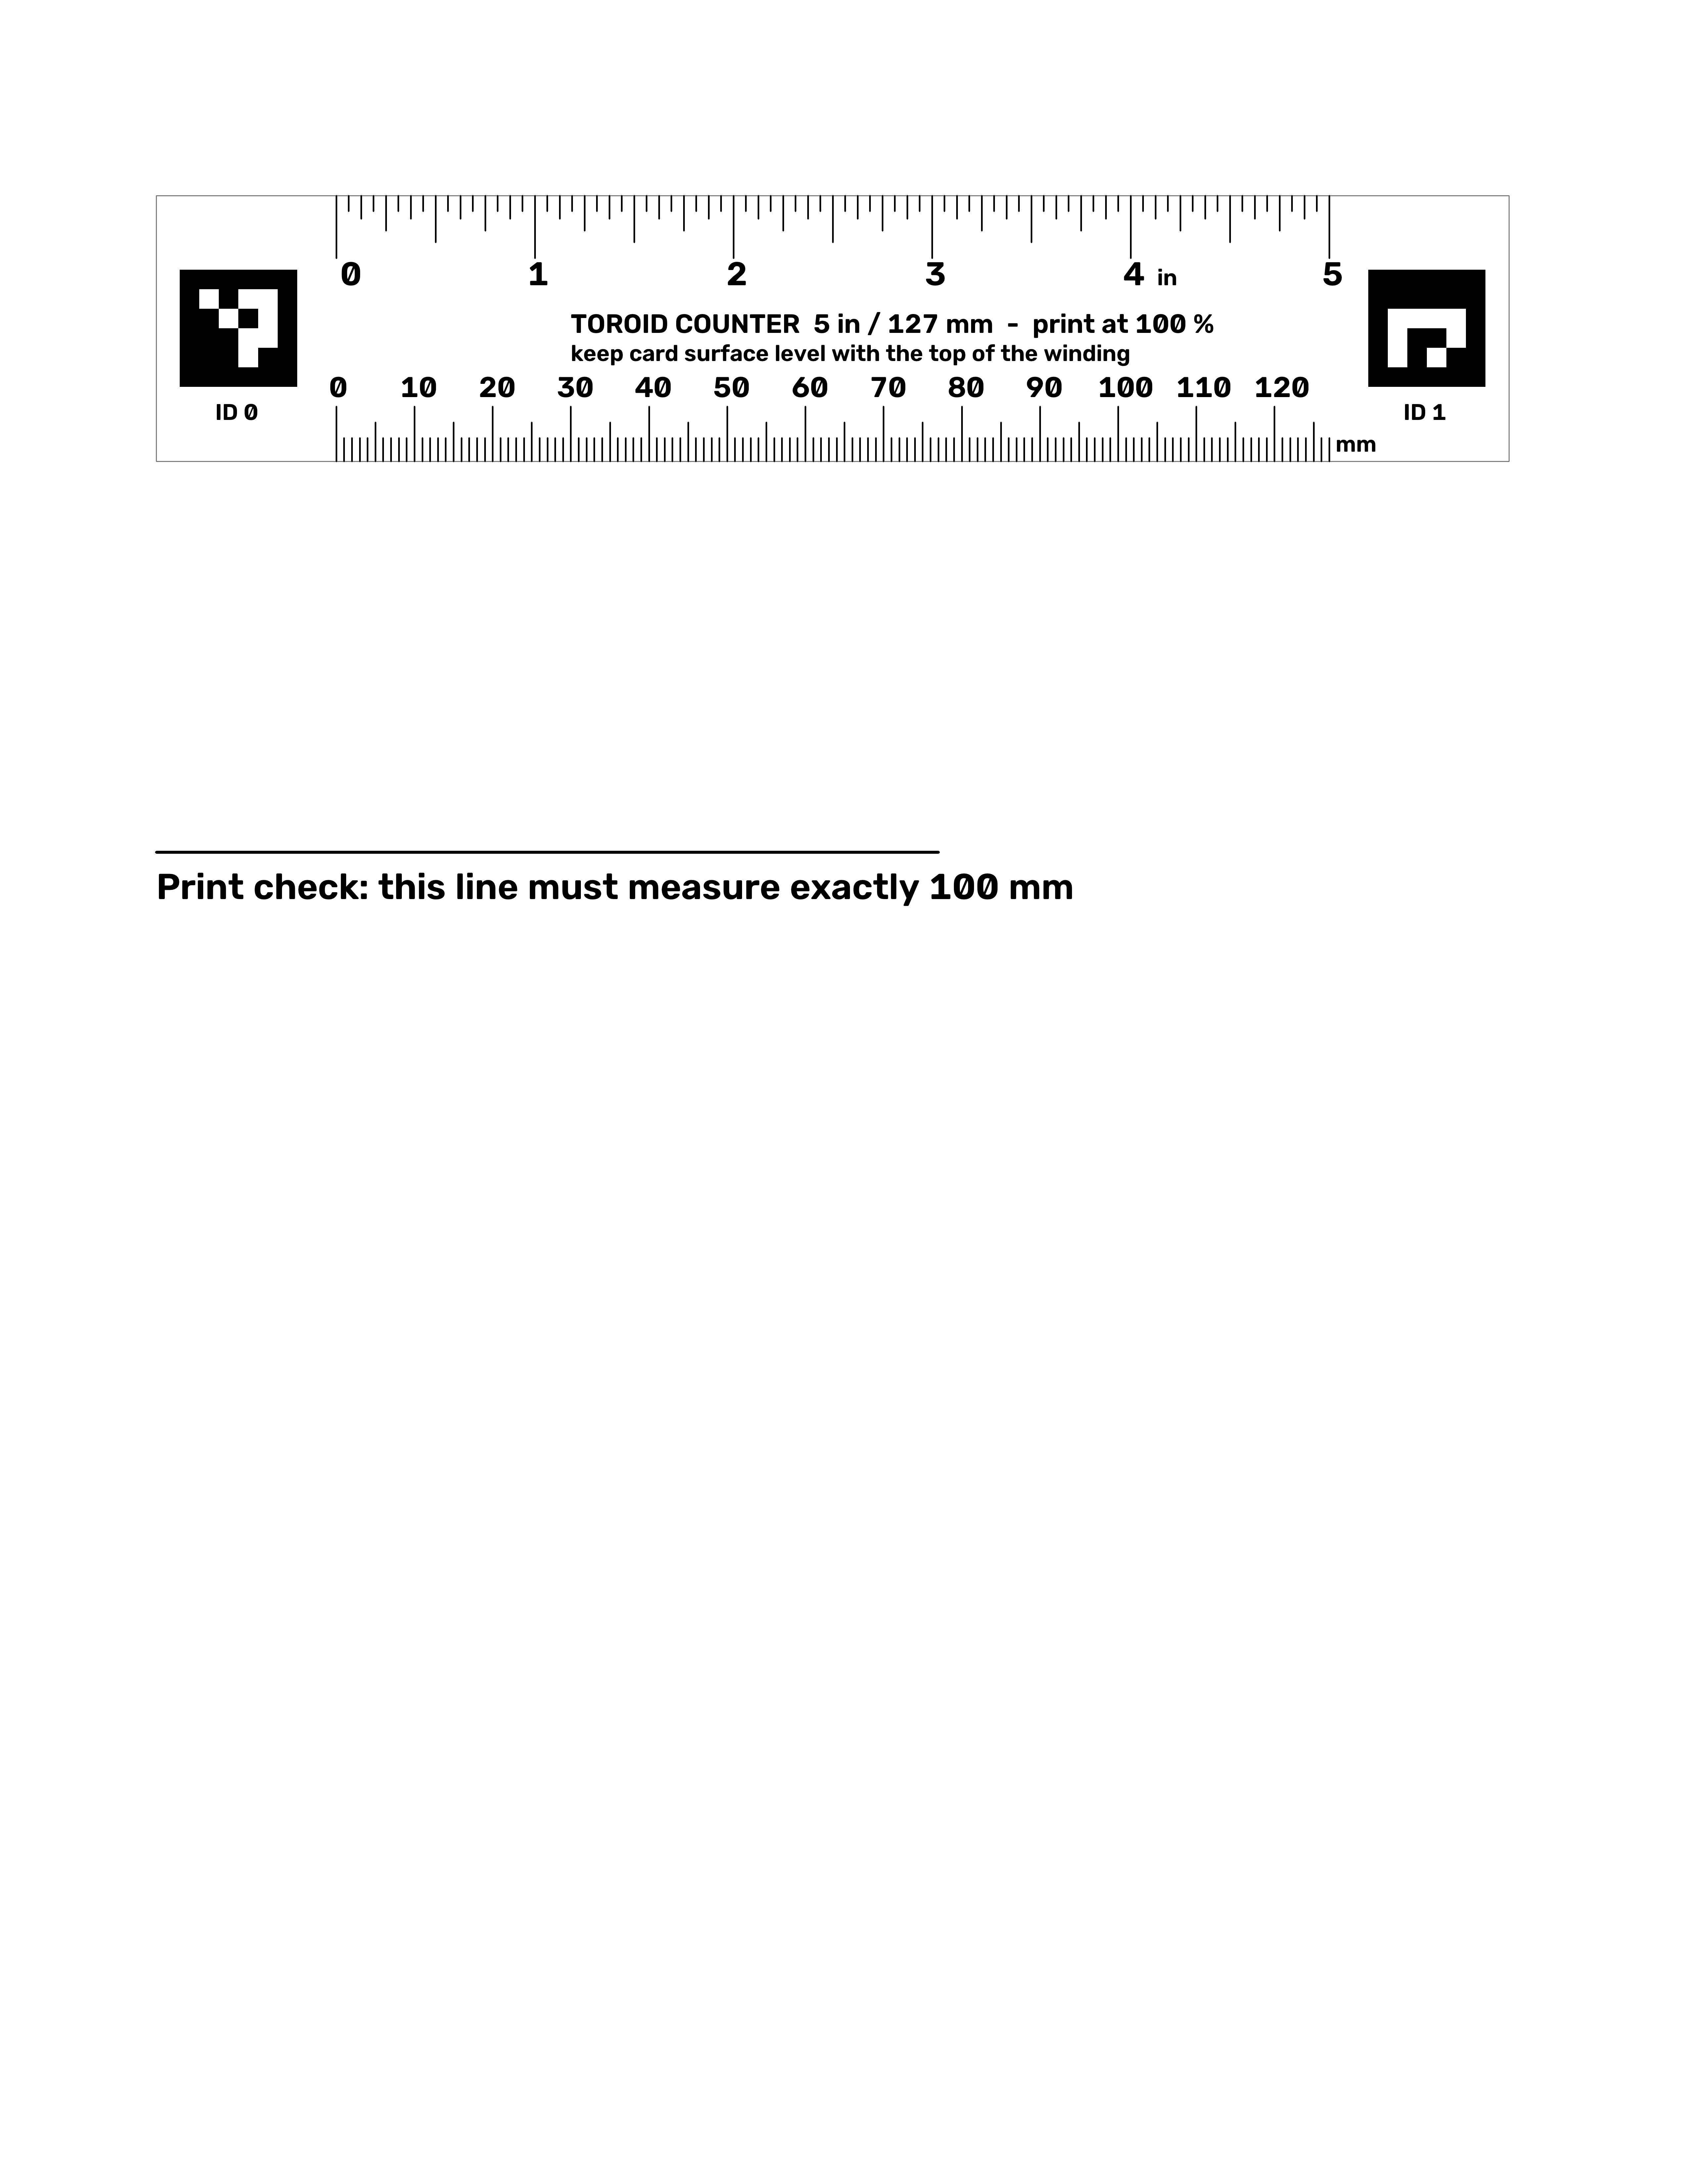 0 1 2 3 4 in 5
TOROID COUNTER 5 in / 127 mm - print at 100 %
keep card surface level with the top of the winding
0 10 20 30 40 50 60 70 80 90 100 110 120
ID 0
ID 1
mm
Print check: this line must measure exactly 100 mm